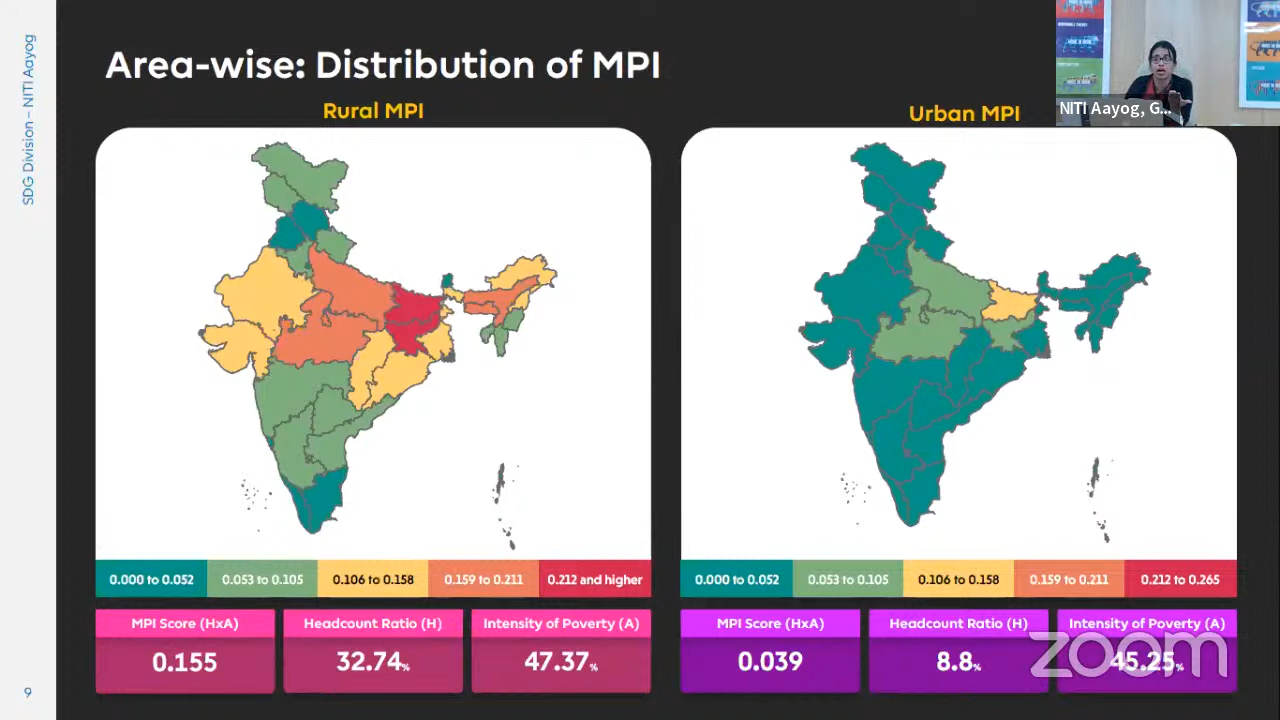 SDG Division – NITI Aayog
Area-wise: Distribution of MPI
NITI Aayog, G...
Rural MPI
Urban MPI
0.000 to 0.052
0.053 to 0.105
0.106 to 0.158
0.159 to 0.211
0.212 and higher
0.000 to 0.052
0.053 to 0.105
0.106 to 0.158
0.159 to 0.211
0.212 to 0.265
MPI Score (HxA)
Headcount Ratio (H)
Intensity of Poverty (A)
0.155
32.74%
47.37%
MPI Score (HxA)
Headcount Ratio (H)
Intensity of Poverty (A)
0.039
8.8%
45.25%
zoom
9